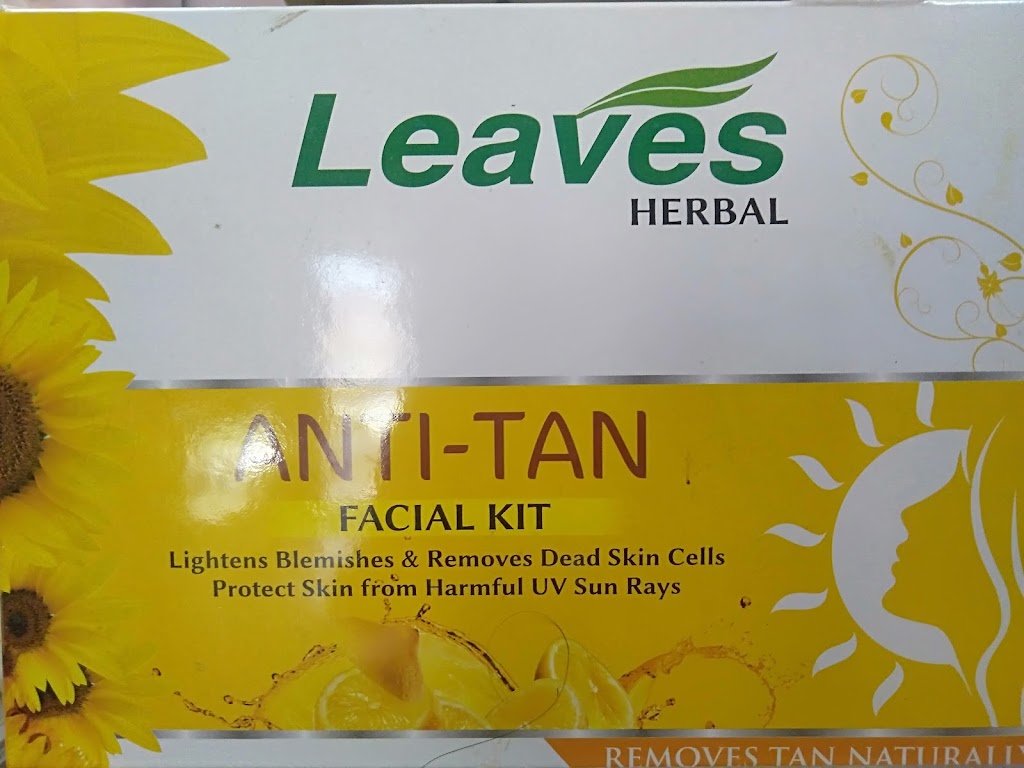 Leaves
HERBAL
ANTI-TAN
FACIAL KIT
Lightens Blemishes & Removes Dead Skin Cells
Protect Skin from Harmful UV Sun Rays
REMOVES TAN NATURALLY